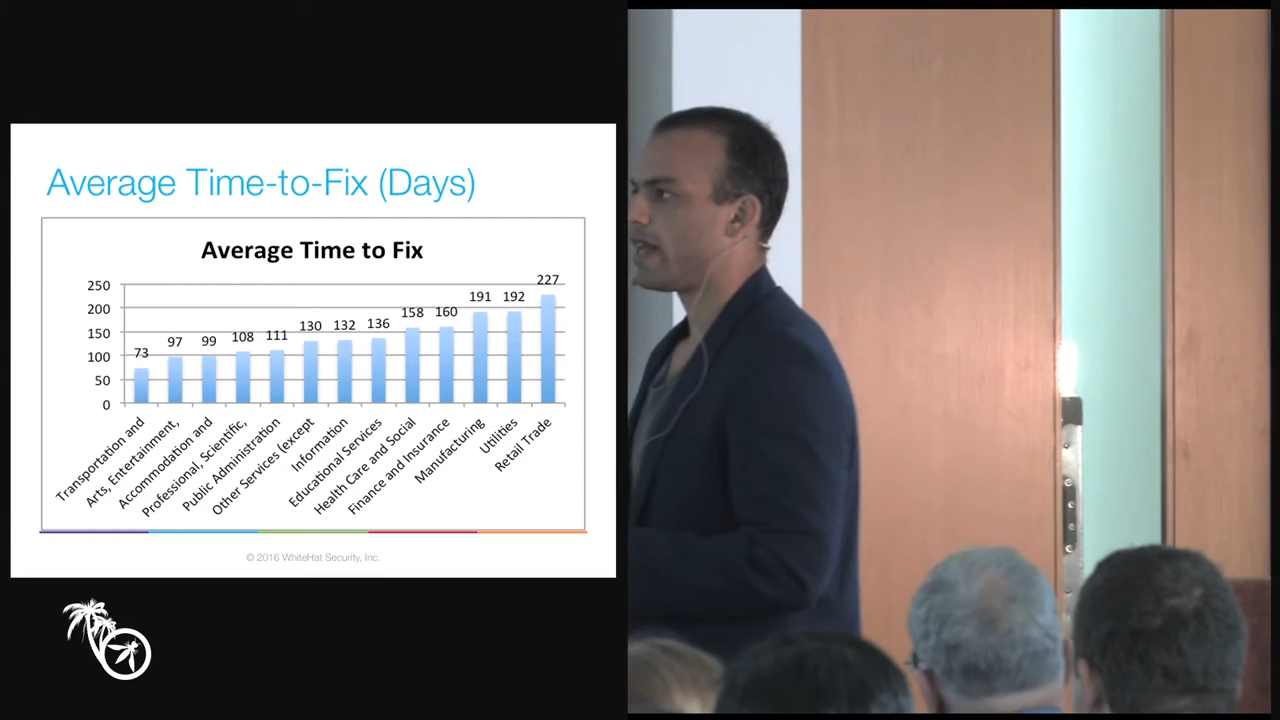 Average Time-to-Fix (Days)
Average Time to Fix
250
200
150
100
50
0
73
97
99
108
111
130
132
136
158
160
191
192
227
Transportation and
Arts, Entertainment,
Accommodation and
Professional, Scientific,
Public Administration
Other Services (except
Information
Educational Services
Health Care and Social
Finance and Insurance
Manufacturing
Utilities
Retail Trade
© 2016 WhiteHat Security, Inc.